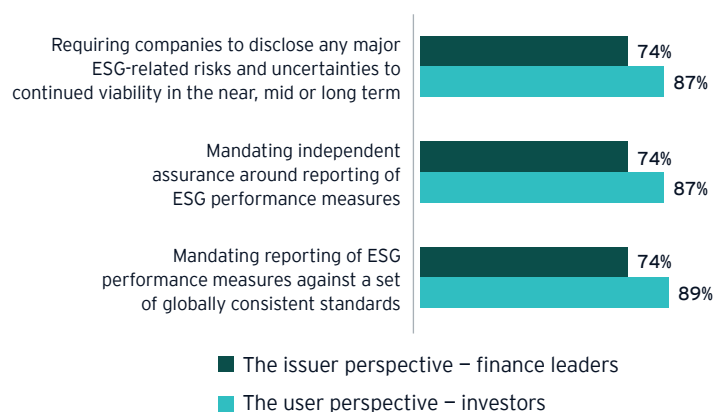 Requiring companies to disclose any major
ESG-related risks and uncertainties to
continued viability in the near, mid or long term
74%
87%
Mandating independent
assurance around reporting of
ESG performance measures
74%
87%
Mandating reporting of ESG
performance measures against a set
of globally consistent standards
74%
89%
The issuer perspective – finance leaders
The user perspective – investors